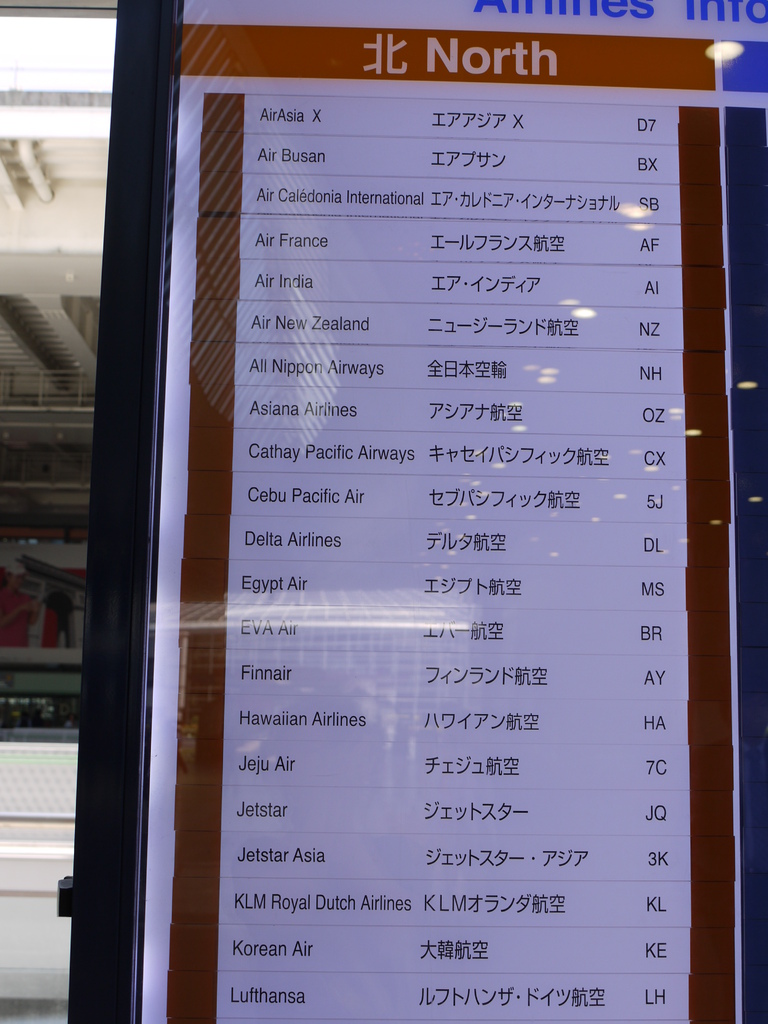 Airlines Info
北 North
AirAsia X エアアジア X D7
Air Busan エアプサン BX
Air Calédonia International エア・カレドニア・インターナショナル SB
Air France エールフランス航空 AF
Air India エア・インディア AI
Air New Zealand ニュージーランド航空 NZ
All Nippon Airways 全日本空輸 NH
Asiana Airlines アシアナ航空 OZ
Cathay Pacific Airways キャセイパシフィック航空 CX
Cebu Pacific Air セブパシフィック航空 5J
Delta Airlines デルタ航空 DL
Egypt Air エジプト航空 MS
EVA Air エバー航空 BR
Finnair フィンランド航空 AY
Hawaiian Airlines ハワイアン航空 HA
Jeju Air チェジュ航空 7C
Jetstar ジェットスター JQ
Jetstar Asia ジェットスター・アジア 3K
KLM Royal Dutch Airlines KLMオランダ航空 KL
Korean Air 大韓航空 KE
Lufthansa ルフトハンザ・ドイツ航空 LH